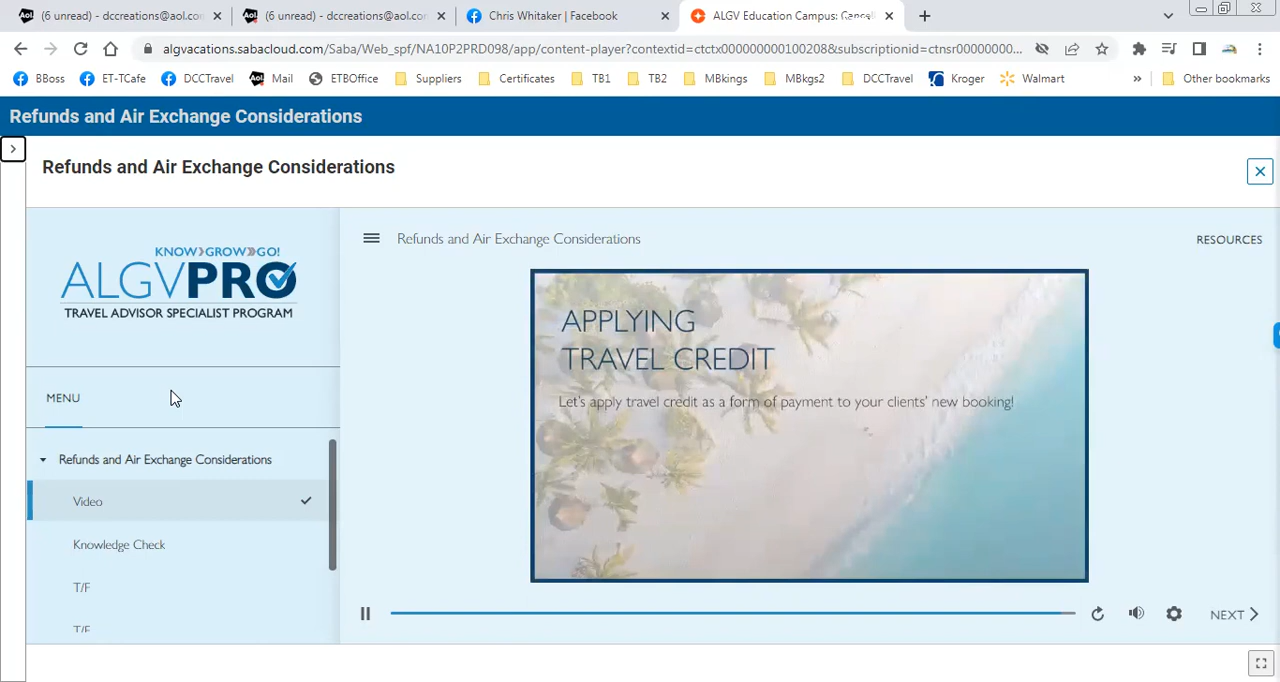 (6 unread) - dccreations@aol.co
(6 unread) - dccreations@aol.co
Chris Whitaker | Facebook
ALGV Education Campus: Cancell
algvacations.sabacloud.com/Saba/Web_spf/NA10P2PRD098/app/content-player?contextid=ctctx000000000100208&subscriptionid=ctnsr00000000...
BBoss
ET-TCafe
DCCTravel
Aol.
Mail
ETBOffice
Suppliers
Certificates
TB1
TB2
MBkings
MBkgs2
DCCTravel
Kroger
Walmart
»
Other bookmarks
Refunds and Air Exchange Considerations
Refunds and Air Exchange Considerations
KNOW>GROW>GO!
ALGVPRO
TRAVEL ADVISOR SPECIALIST PROGRAM
MENU
Refunds and Air Exchange Considerations
Video
Knowledge Check
T/F
T/F
Refunds and Air Exchange Considerations
RESOURCES
APPLYING
TRAVEL CREDIT
Let's apply travel credit as a form of payment to your clients' new booking!
NEXT